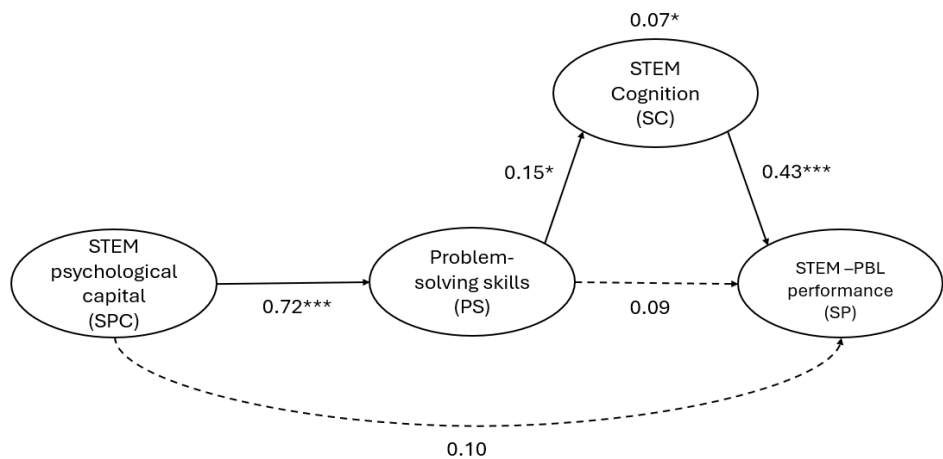 0.07*
STEM
Cognition
(SC)
0.15*
0.43***
STEM
psychological
capital
(SPC)
0.72***
Problem-
solving skills
(PS)
0.09
STEM –PBL
performance
(SP)
0.10